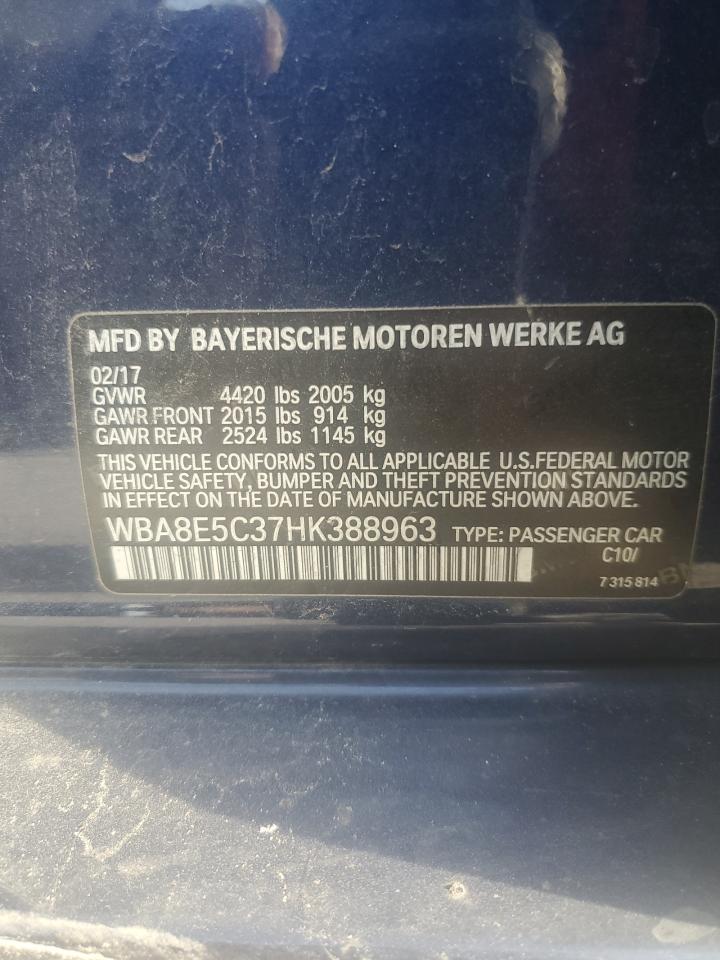 MFD BY BAYERISCHE MOTOREN WERKE AG
02/17
GVWR 4420 lbs 2005 kg
GAWR FRONT 2015 lbs 914 kg
GAWR REAR 2524 lbs 1145 kg
THIS VEHICLE CONFORMS TO ALL APPLICABLE U.S.FEDERAL MOTOR
VEHICLE SAFETY, BUMPER AND THEFT PREVENTION STANDARDS
IN EFFECT ON THE DATE OF MANUFACTURE SHOWN ABOVE.
WBA8E5C37HK388963 TYPE: PASSENGER CAR
C10/
7 315 814